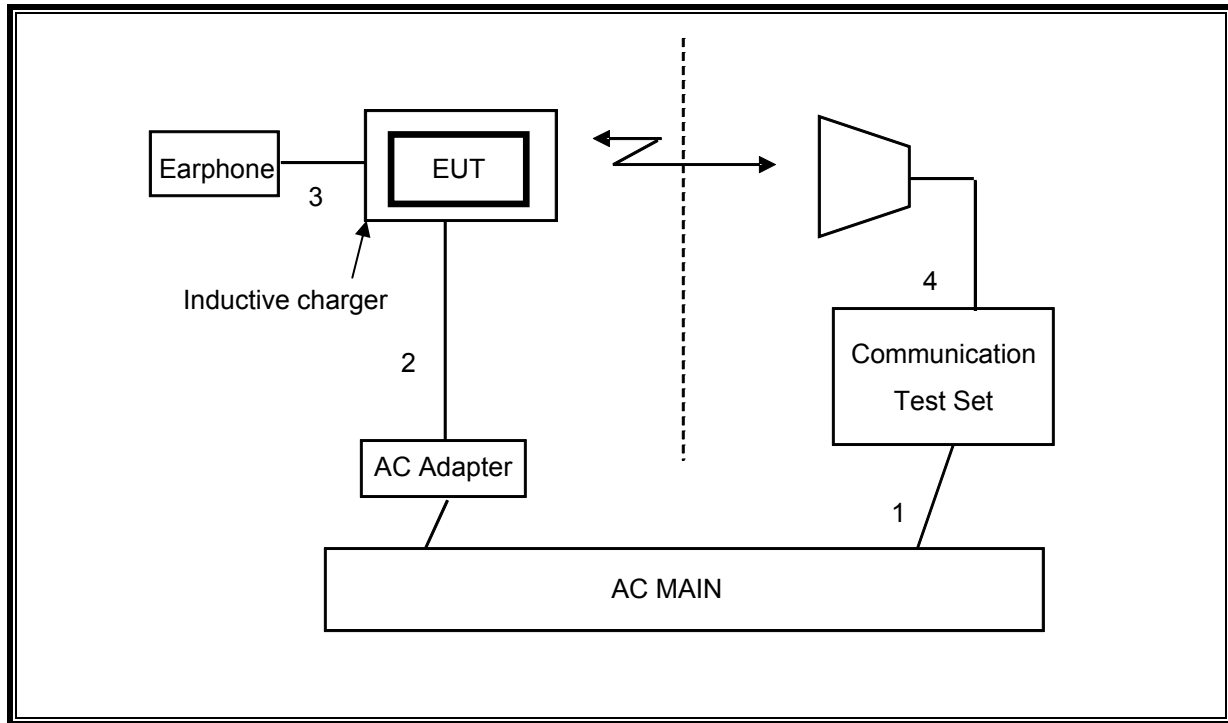 Earphone
EUT
3
Inductive charger
4
2
Communication
Test Set
AC Adapter
1
AC MAIN